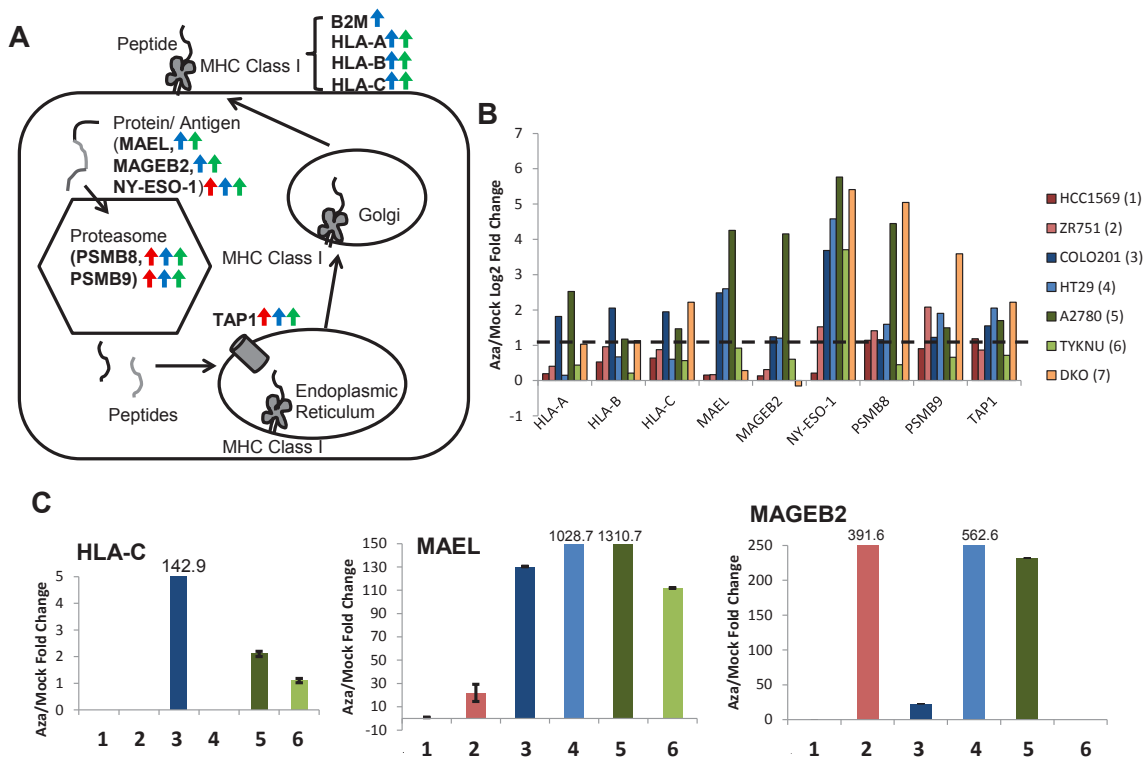 A
Peptide
MHC Class I
B2M
HLA-A
HLA-B
HLA-C
Protein/ Antigen
(MAEL,
MAGEB2,
NY-ESO-1)
Proteasome
(PSMB8,
PSMB9)
Peptides
TAP1
Endoplasmic
Reticulum
MHC Class I
Golgi
MHC Class I
B
Aza/Mock Log2 Fold Change
7
6
5
4
3
2
1
0
-1
HLA-A
HLA-B
HLA-C
MAEL
MAGEB2
NY-ESO-1
PSMB8
PSMB9
TAP1
HCC1569 (1)
ZR751 (2)
COLO201 (3)
HT29 (4)
A2780 (5)
TYKNU (6)
DKO (7)
C
HLA-C
Aza/Mock Fold Change
142.9
5
4
3
2
1
0
1 2 3 4 5 6
MAEL
Aza/Mock Fold Change
1028.7 1310.7
150
130
110
90
70
50
30
10
-10
1 2 3 4 5 6
MAGEB2
Aza/Mock Fold Change
391.6 562.6
250
200
150
100
50
0
1 2 3 4 5 6